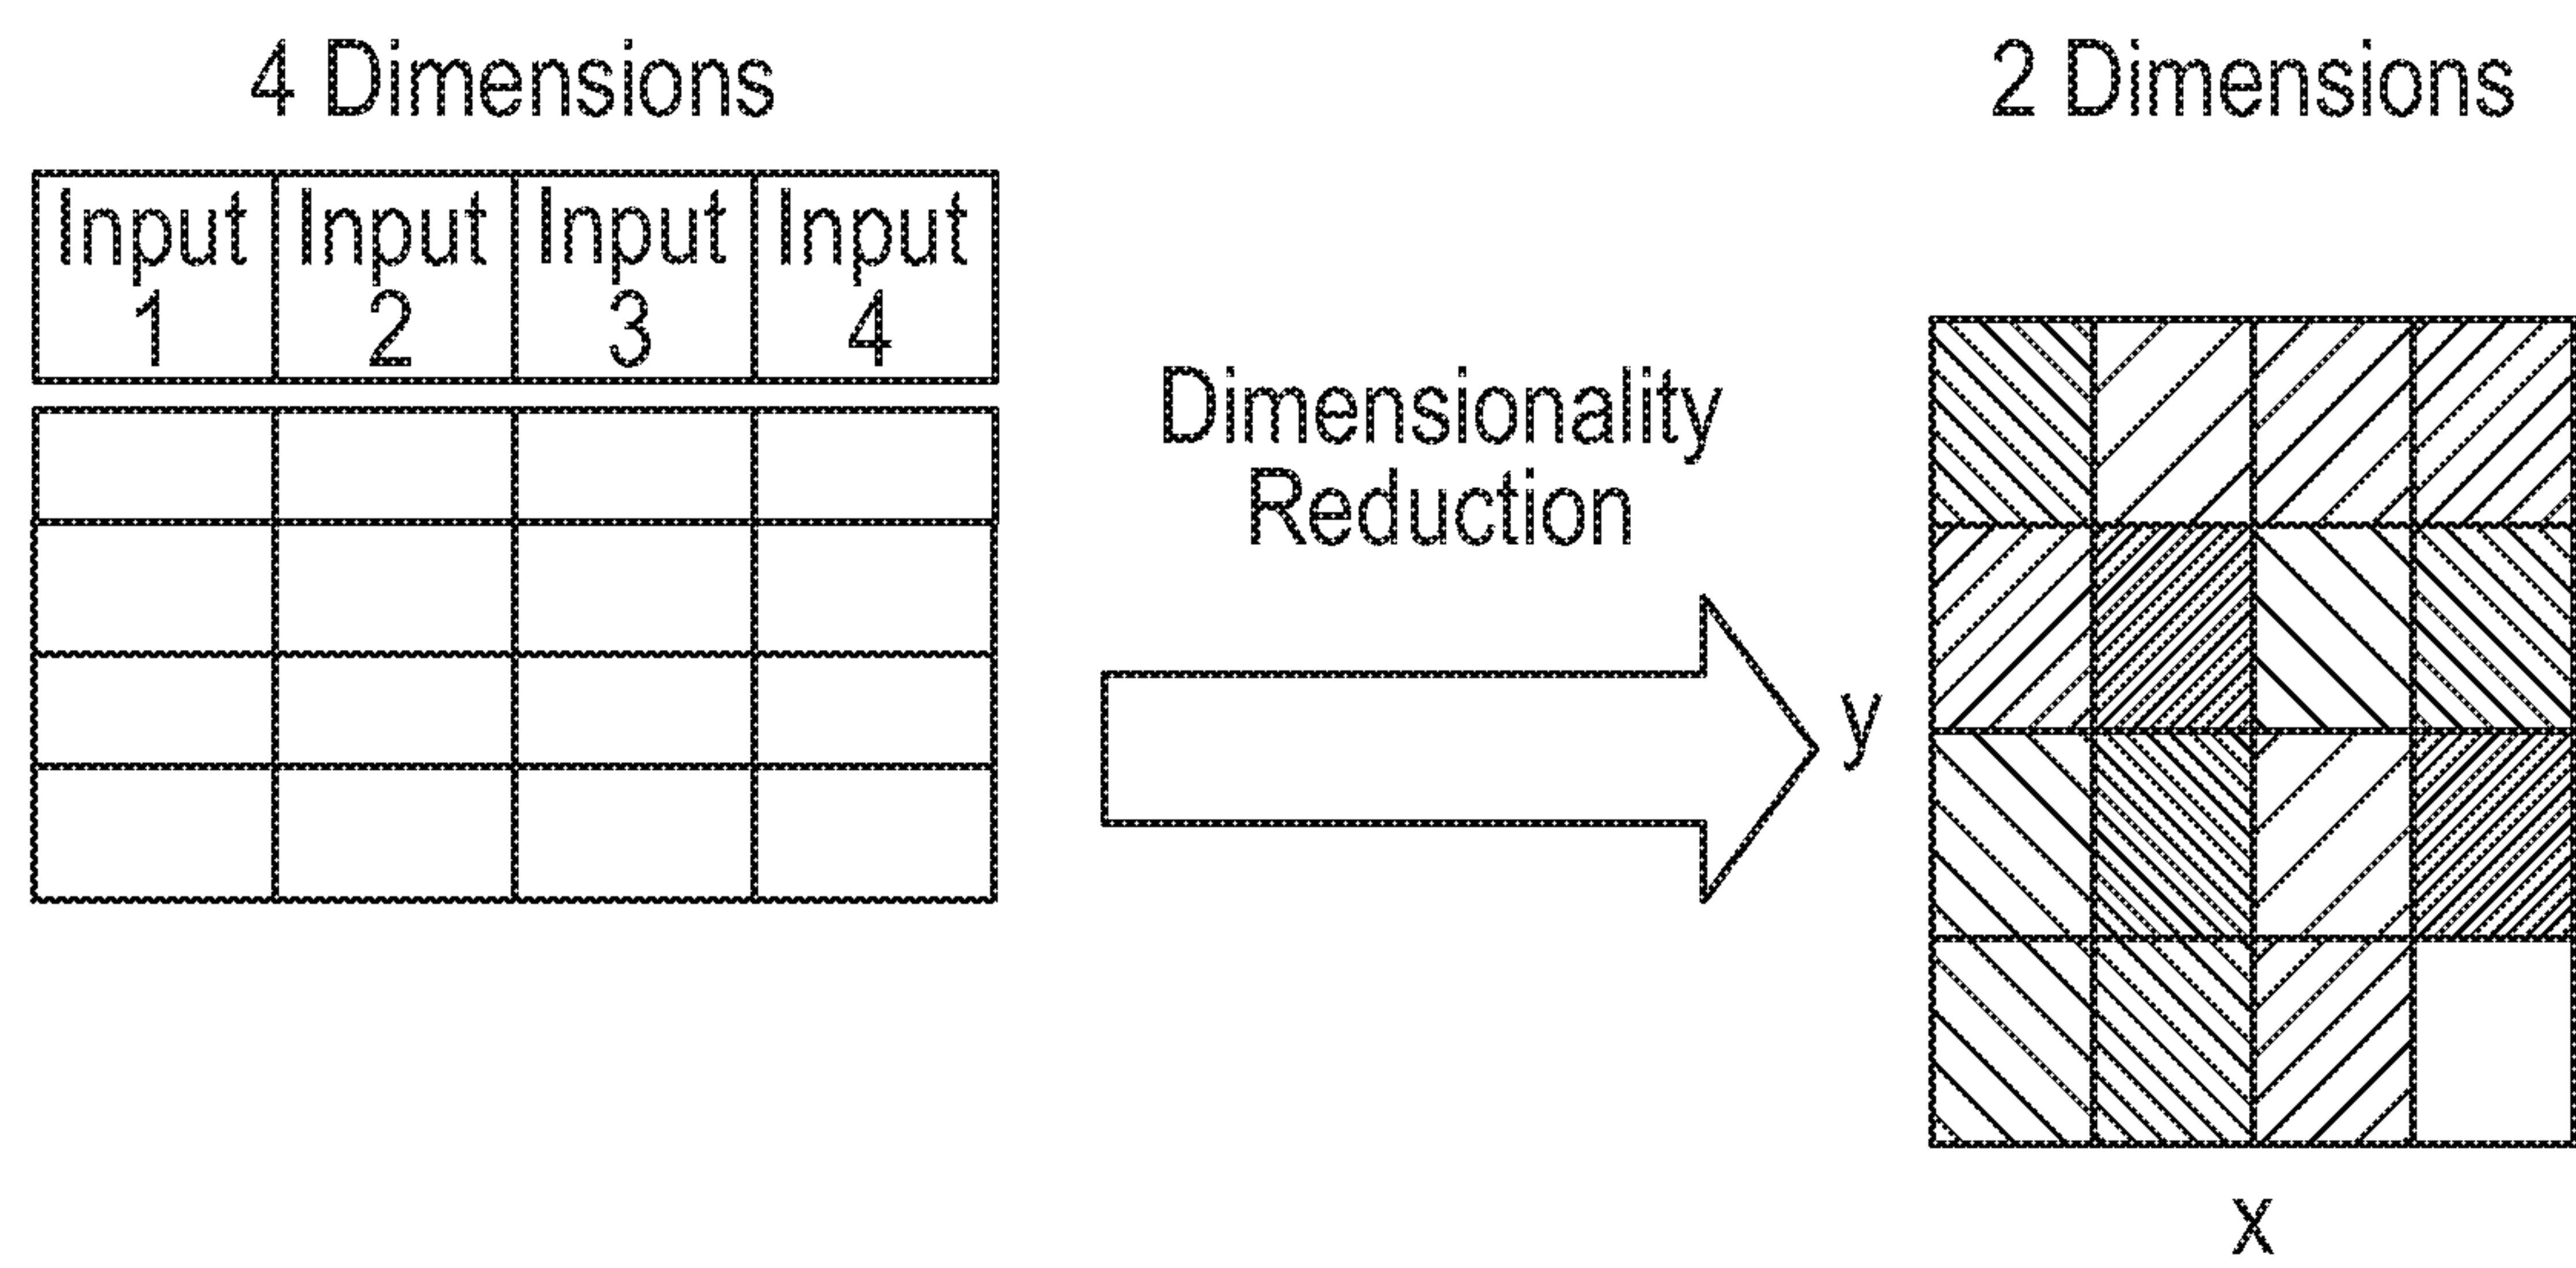 4 Dimensions
Input 1
Input 2
Input 3
Input 4
Dimensionality
Reduction
2 Dimensions
y
x